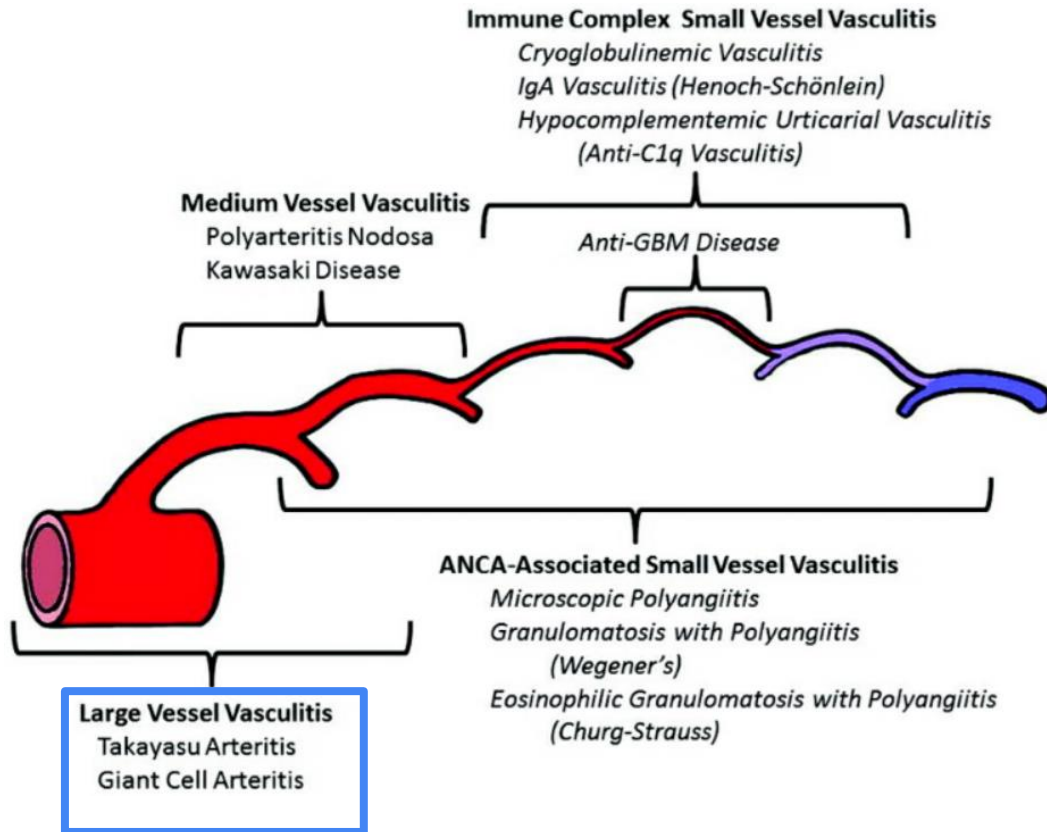 Immune Complex Small Vessel Vasculitis
Cryoglobulinemic Vasculitis
IgA Vasculitis (Henoch-Schönlein)
Hypocomplementemic Urticarial Vasculitis
(Anti-C1q Vasculitis)
Medium Vessel Vasculitis
Polyarteritis Nodosa
Kawasaki Disease
Anti-GBM Disease
ANCA-Associated Small Vessel Vasculitis
Microscopic Polyangiitis
Granulomatosis with Polyangiitis
(Wegener's)
Eosinophilic Granulomatosis with Polyangiitis
(Churg-Strauss)
Large Vessel Vasculitis
Takayasu Arteritis
Giant Cell Arteritis